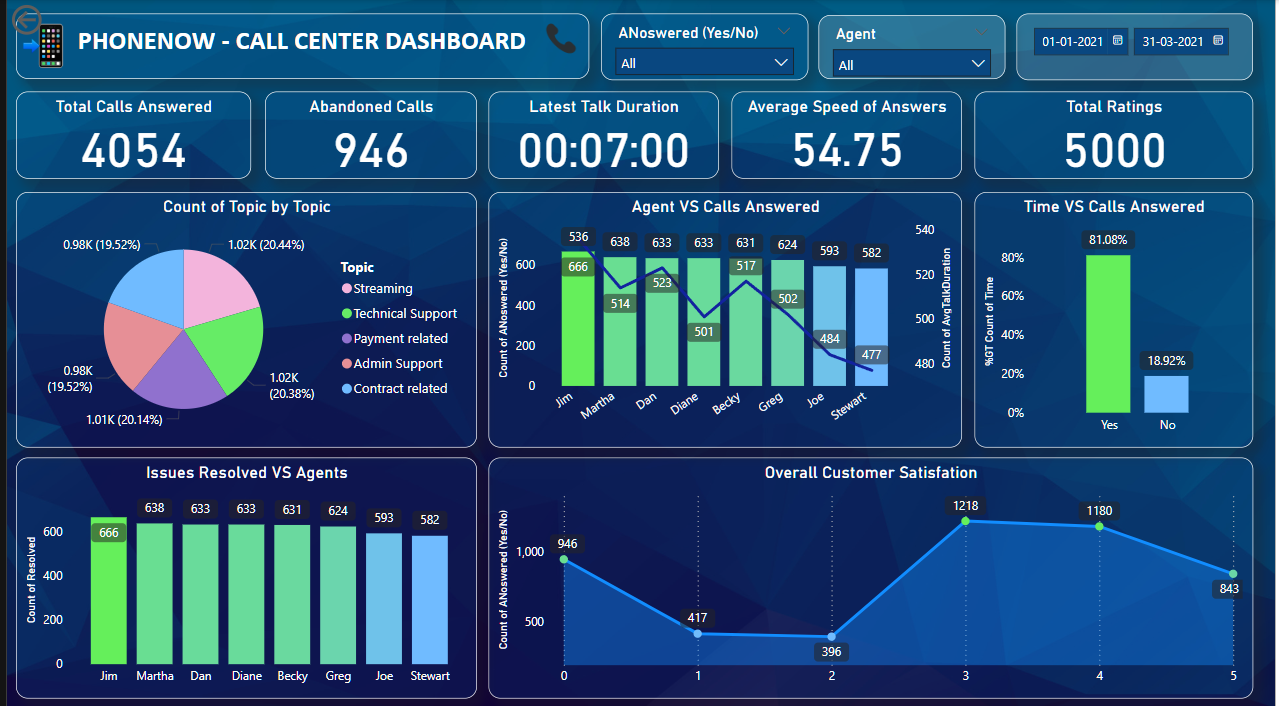 PHONENOW - CALL CENTER DASHBOARD
ANoswered (Yes/No)
All
Agent
All
01-01-2021
31-03-2021
Total Calls Answered
4054
Abandoned Calls
946
Latest Talk Duration
00:07:00
Average Speed of Answers
54.75
Total Ratings
5000
Count of Topic by Topic
0.98K (19.52%)
1.02K (20.44%)
0.98K
(19.52%)
1.02K
(20.38%)
1.01K (20.14%)
Topic
Streaming
Technical Support
Payment related
Admin Support
Contract related
Agent VS Calls Answered
Count of ANoswered (Yes/No)
600
400
200
0
536
638
633
633
631
624
593
582
666
514
523
501
517
502
484
477
540
520
500
480
Count of AvgTalkDuration
Jim
Martha
Dan
Diane
Becky
Greg
Joe
Stewart
Time VS Calls Answered
%GT Count of Time
80%
60%
40%
20%
0%
81.08%
18.92%
Yes
No
Issues Resolved VS Agents
Count of Resolved
600
400
200
0
666
638
633
633
631
624
593
582
Jim
Martha
Dan
Diane
Becky
Greg
Joe
Stewart
Overall Customer Satisfation
Count of ANoswered (Yes/No)
1,000
500
946
417
396
1218
1180
843
0
1
2
3
4
5